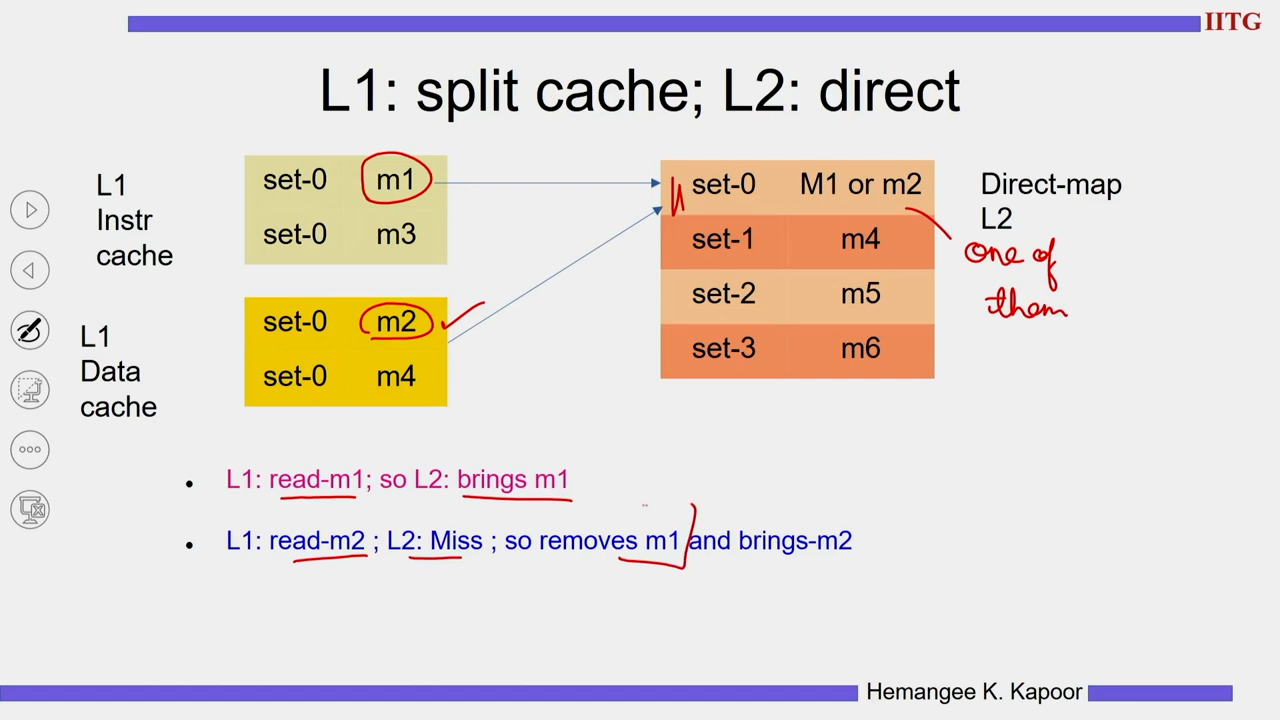 IITG
L1: split cache; L2: direct
L1
Instr
cache
set-0 m1
set-0 m3
L1
Data
cache
set-0 m2
set-0 m4
set-0 M1 or m2
set-1 m4
set-2 m5
set-3 m6
Direct-map
L2
one of
them
• L1: read-m1; so L2: brings m1
• L1: read-m2 ; L2: Miss ; so removes m1 and brings-m2
Hemangee K. Kapoor